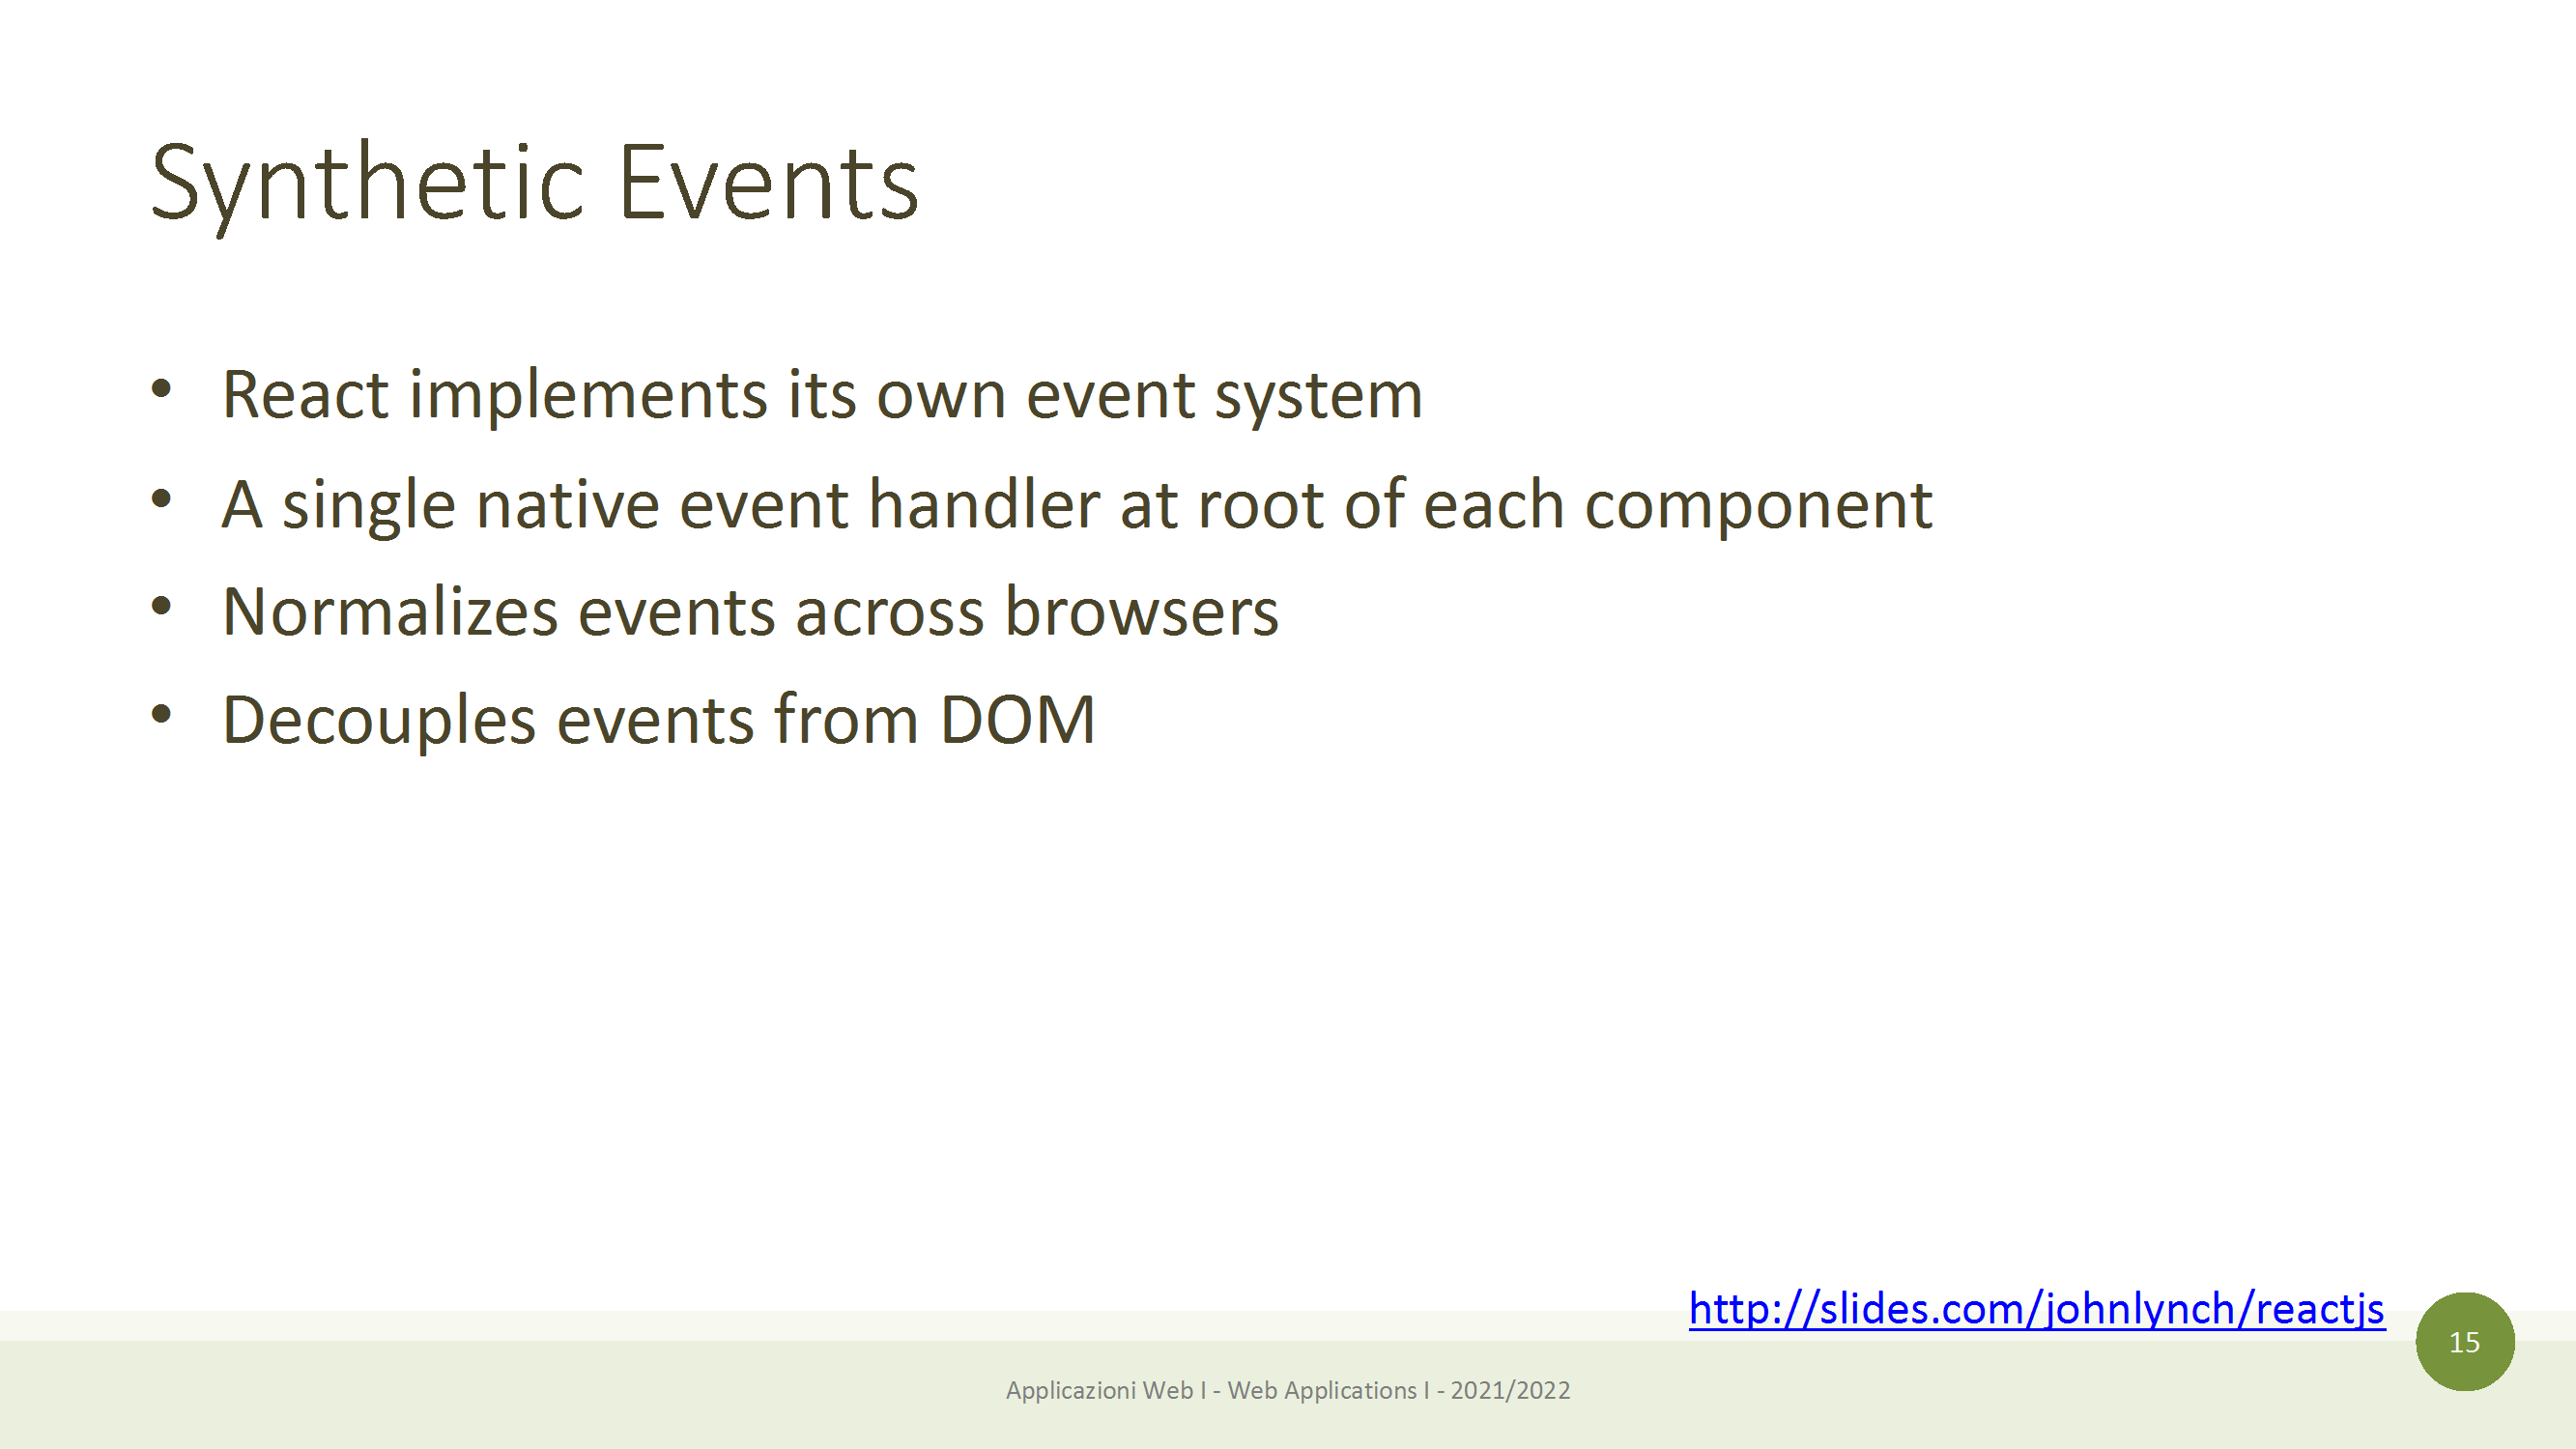 Synthetic Events
• React implements its own event system
• A single native event handler at root of each component
• Normalizes events across browsers
• Decouples events from DOM
http://slides.com/johnlynch/reactjs
15
Applicazioni Web I - Web Applications I - 2021/2022